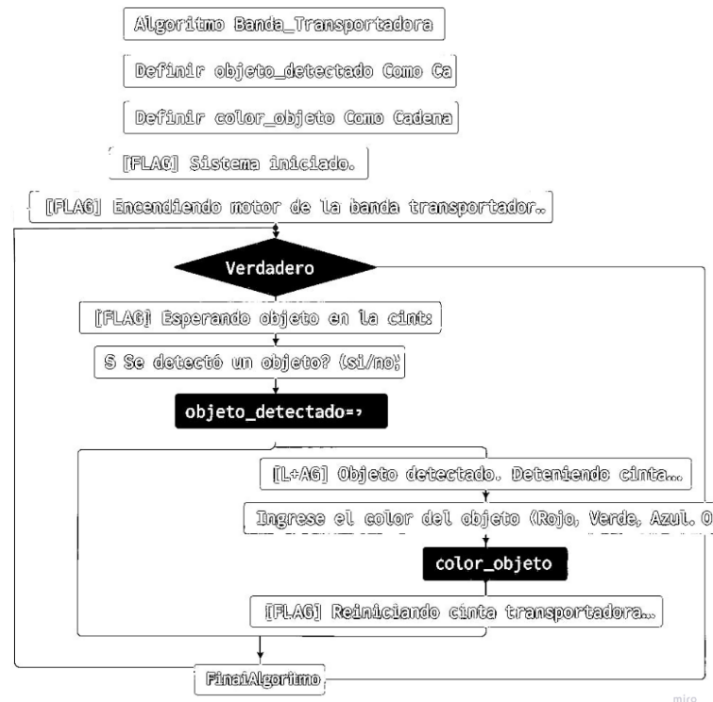 Algoritmo Banda_Transportadora
Definir objeto_detectado Como Ca
Definir color_objeto Como Cadena
[FLAG] Sistema iniciado.
[FLAG] Encendiendo motor de la banda transportador..
Verdadero
[FLAG] Esperando objeto en la cint:
S Se detectó un objeto? (si/no;
objeto_detectado=,
[L+AG] Objeto detectado. Deteniendo cinta...
Ingrese el color del objeto (Rojo, Verde, Azul. O
color_objeto
[FLAG] Reiniciando cinta transportadora...
FinaiAlgoritmo
miro